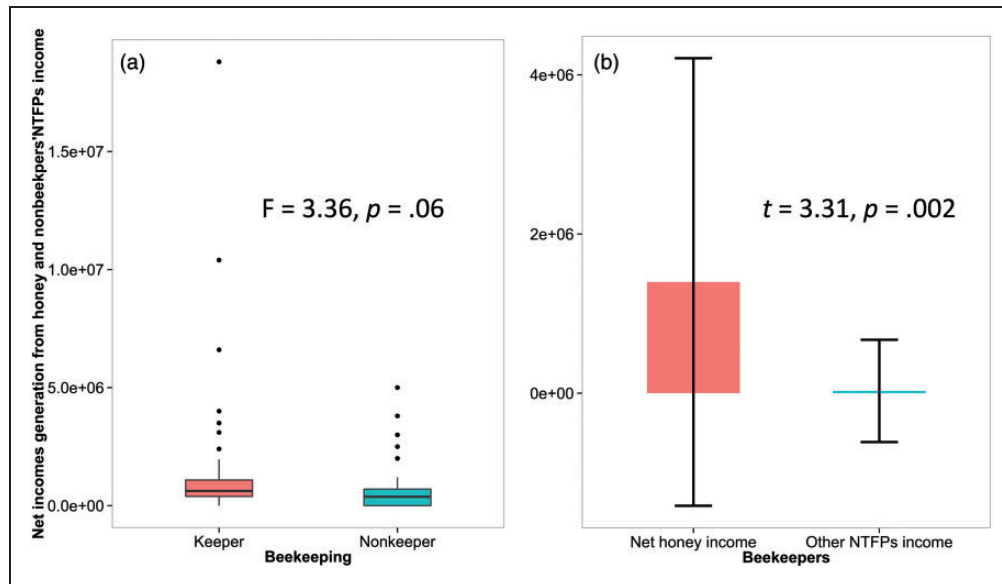 Net incomes generation from honey and nonbeekpers'NTFPs income
(a)
1.5e+07
1.0e+07
5.0e+06
0.0e+00
F = 3.36, p = .06
Keeper
Nonkeeper
Beekeeping
(b)
4e+06
2e+06
0e+00
t = 3.31, p = .002
Net honey income
Other NTFPs income
Beekeepers